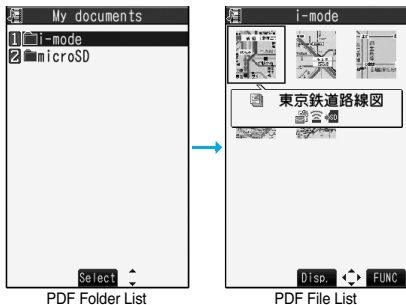 My documents
1 i-mode
2 microSD
Select
PDF Folder List
i-mode
東京鉄道路線図
Disp.
FUNC
PDF File List